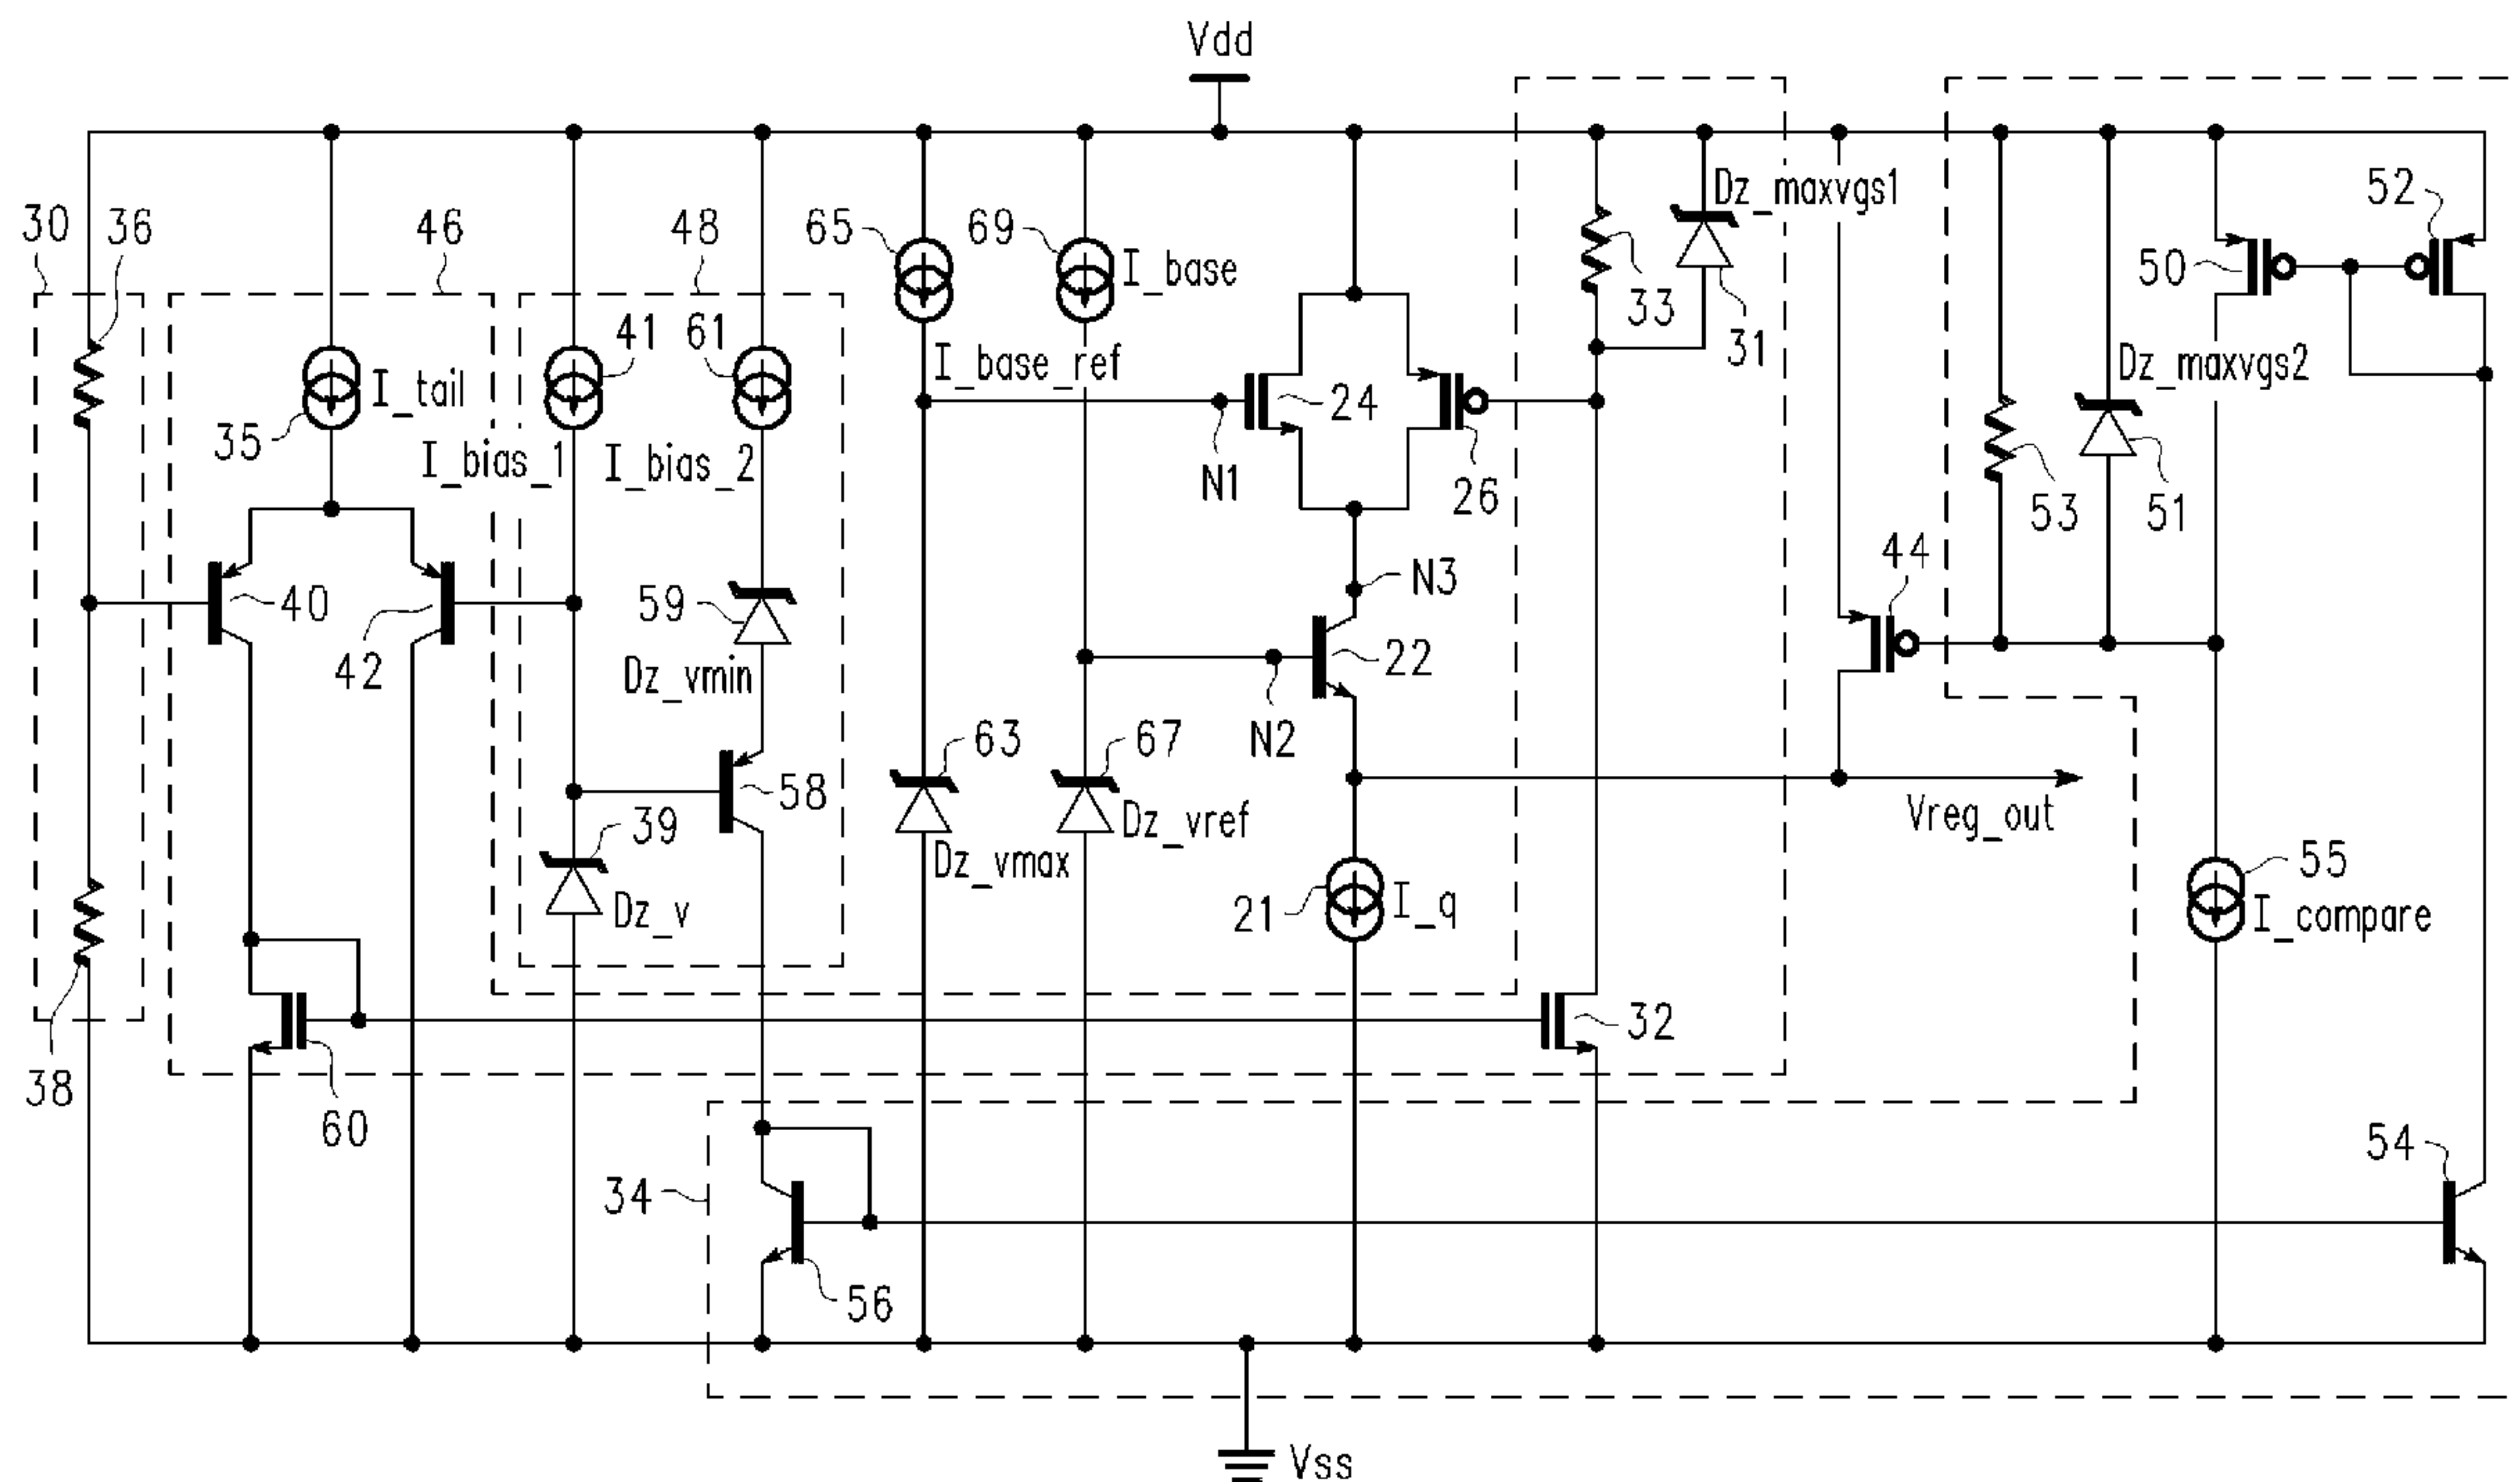 Vdd
Dz_maxvgs1
52
30
36
46
48
65
69
I_base
50
33
41
61
31
I_base_ref
Dz_maxvgs2
I_tail
24
35
I_bias_1
I_bias_2
N1
26
53
51
44
N3
40
59
42
Dz_vmin
22
63
67
N2
58
39
Dz_vref
Vreg_out
Dz_vmax
55
Dz_v
21
I_q
I_compare
32
38
60
54
34
56
Vss